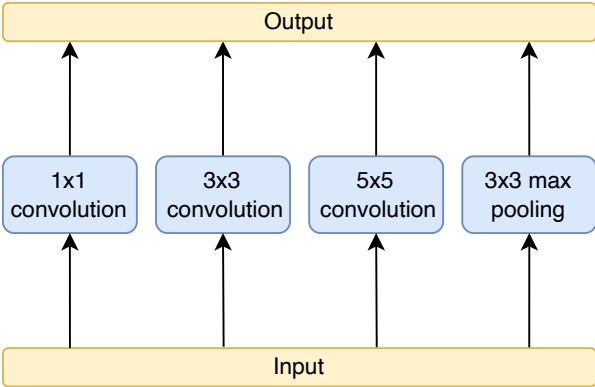 Output
1x1
convolution
3x3
convolution
5x5
convolution
3x3 max
pooling
Input